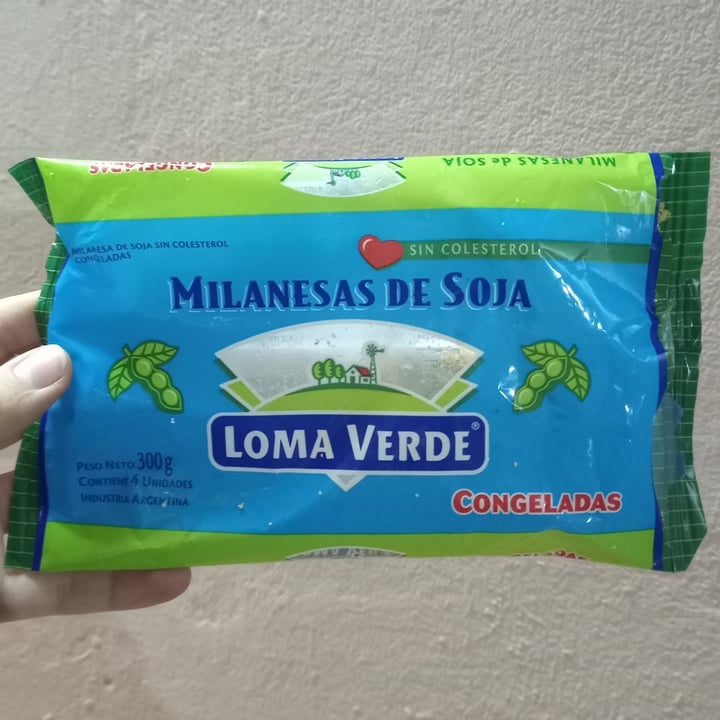 CONGELADAS
MILANESAS de SOJA
MILANESA DE SOJA SIN COLESTEROL
CONGELADAS
SIN COLESTEROL
MILANESAS DE SOJA
LOMA VERDE®
PESO NETO 300g
CONTIENE 4 UNIDADES
INDUSTRIA ARGENTINA
CONGELADAS